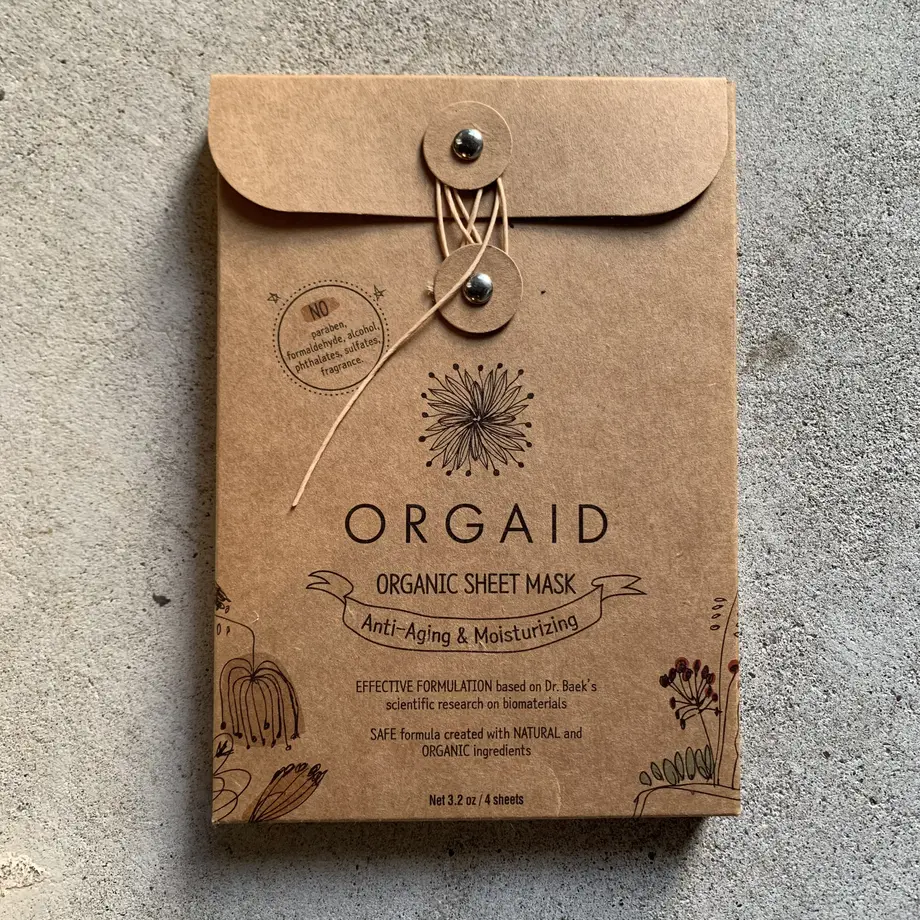 NO
paraben,
formaldehyde, alcohol,
phthalates, sulfates,
fragrance.
ORGAID
ORGANIC SHEET MASK
Anti-Aging & Moisturizing
EFFECTIVE FORMULATION based on Dr. Baek's
scientific research on biomaterials
SAFE formula created with NATURAL and
ORGANIC ingredients
Net 3.2 oz / 4 sheets